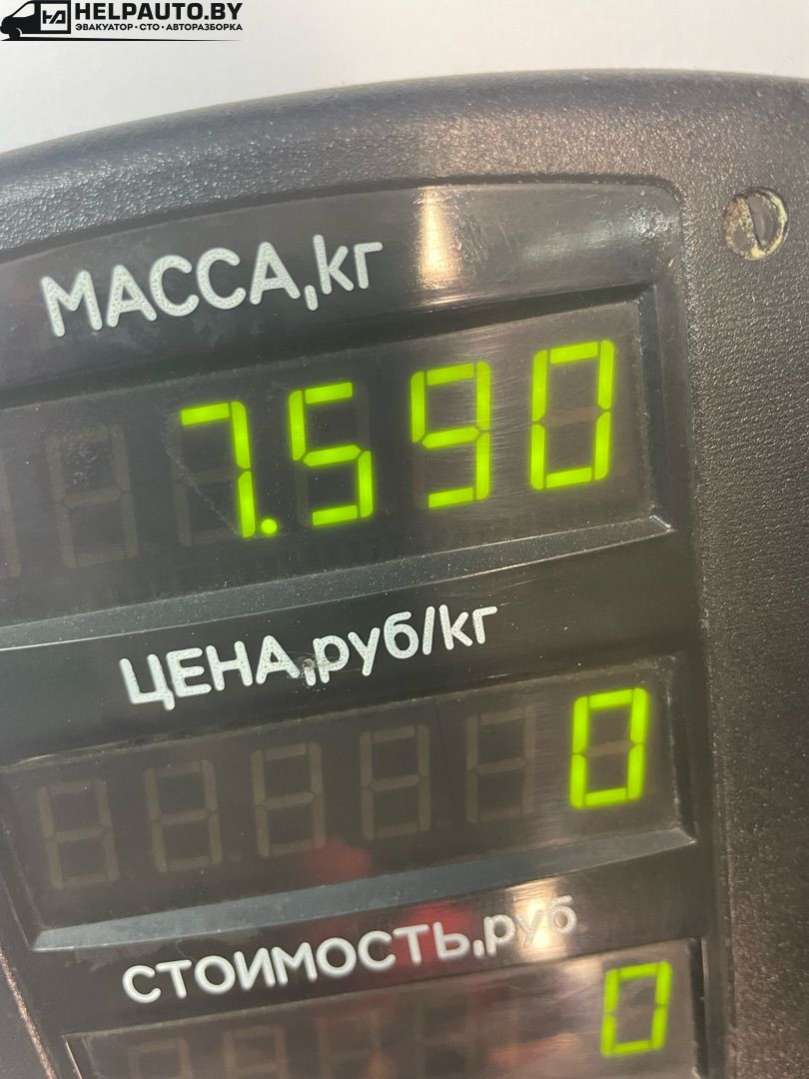 HELPAUTO.BY
ЭВАКУАТОР • СТО • АВТОРАЗБОРКА
МАССА,кг
7.590
ЦЕНА,руб/кг
0
СТОИМОСТЬ,руб
0